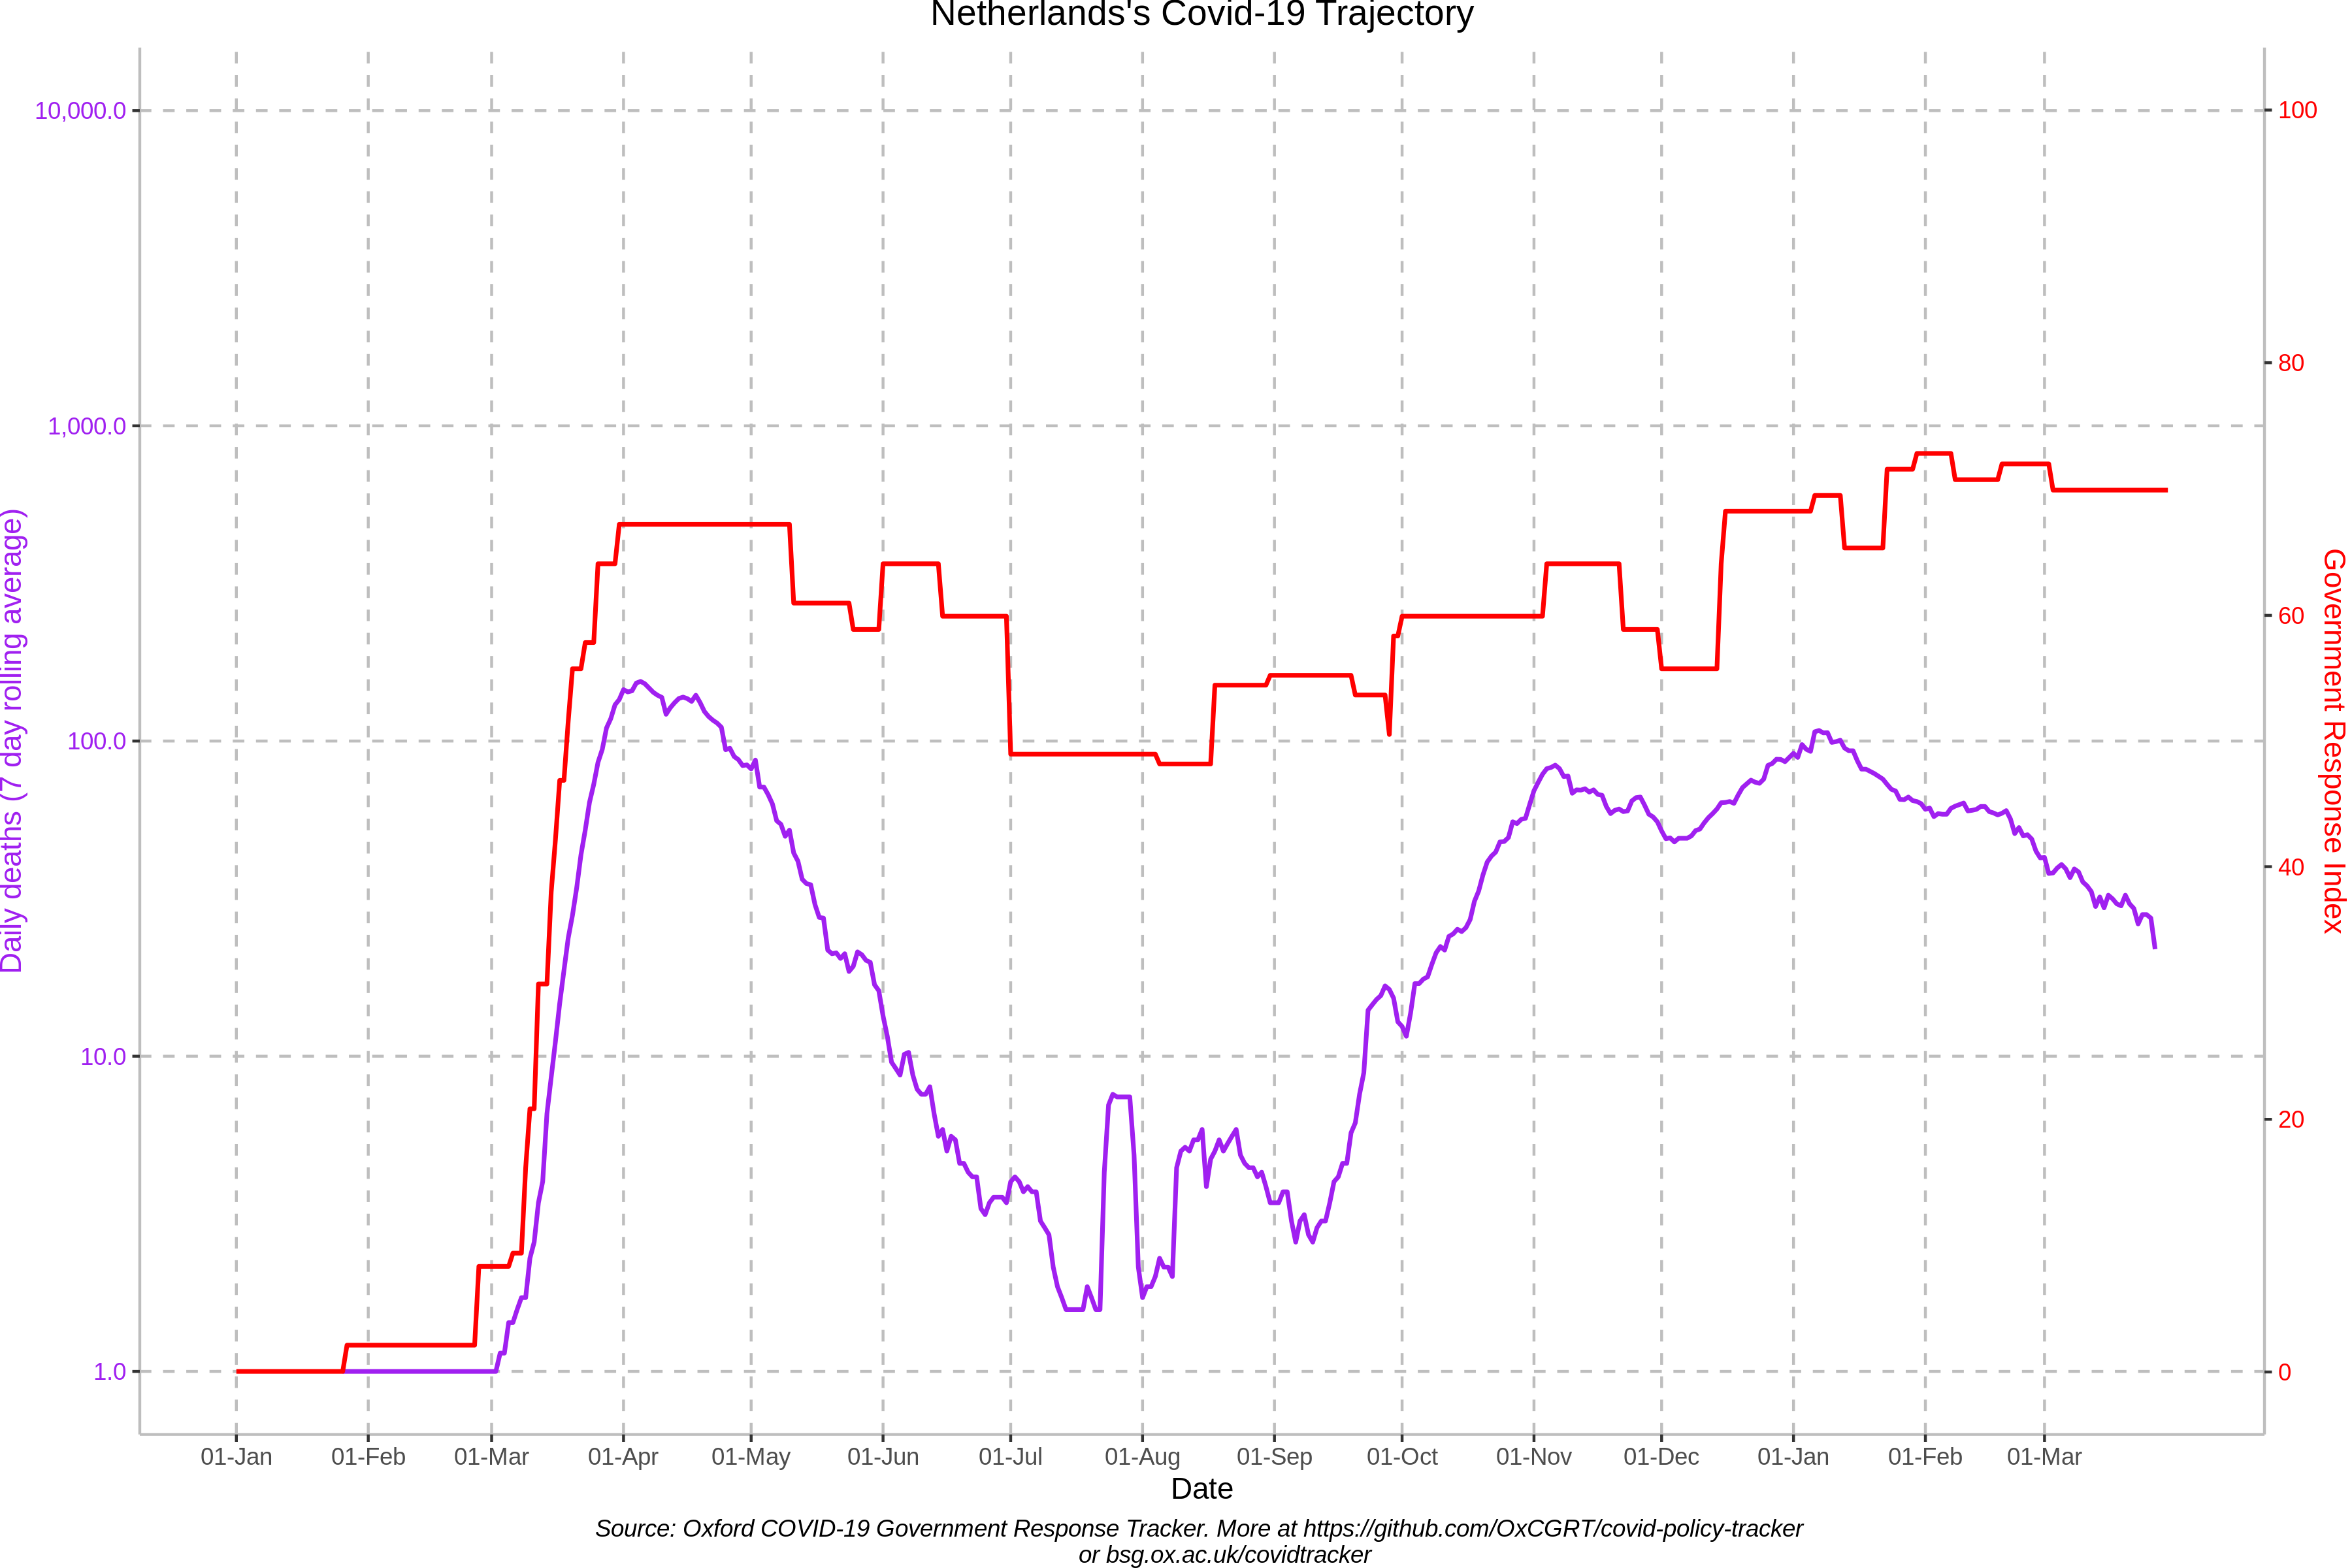 Netherlands's Covid-19 Trajectory
10,000.0
1,000.0
100.0
10.0
1.0
Daily deaths (7 day rolling average)
100
80
60
40
20
0
Government Response Index
01-Jan 01-Feb 01-Mar 01-Apr 01-May 01-Jun 01-Jul 01-Aug 01-Sep 01-Oct 01-Nov 01-Dec 01-Jan 01-Feb 01-Mar
Date
Source: Oxford COVID-19 Government Response Tracker. More at https://github.com/OxCGRT/covid-policy-tracker
or bsg.ox.ac.uk/covidtracker